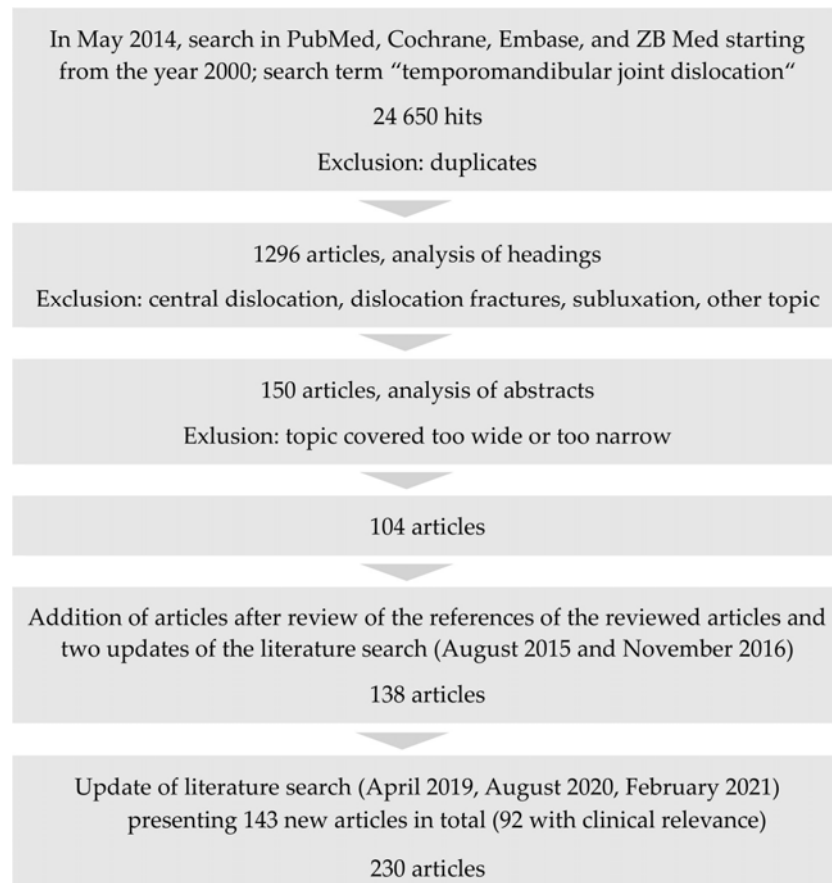 In May 2014, search in PubMed, Cochrane, Embase, and ZB Med starting
from the year 2000; search term “temporomandibular joint dislocation“
24 650 hits
Exclusion: duplicates
1296 articles, analysis of headings
Exclusion: central dislocation, dislocation fractures, subluxation, other topic
150 articles, analysis of abstracts
Exlusion: topic covered too wide or too narrow
104 articles
Addition of articles after review of the references of the reviewed articles and
two updates of the literature search (August 2015 and November 2016)
138 articles
Update of literature search (April 2019, August 2020, February 2021)
presenting 143 new articles in total (92 with clinical relevance)
230 articles